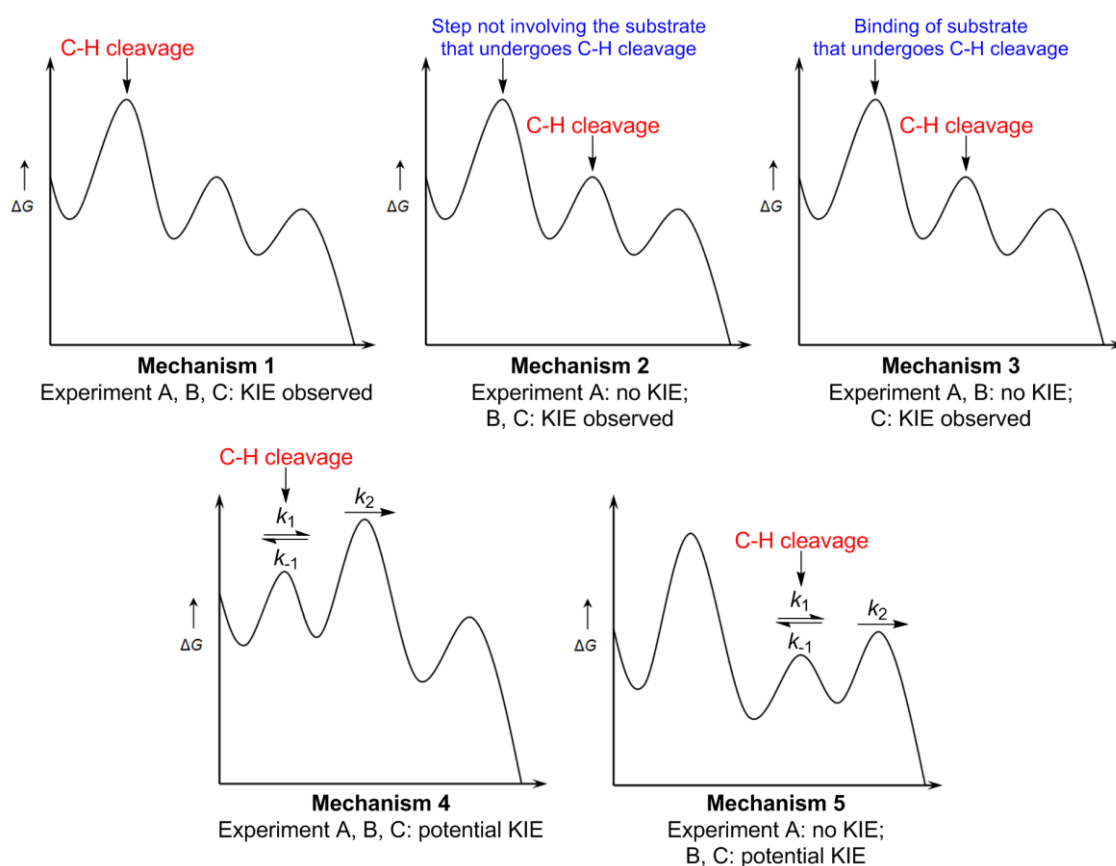 C-H cleavage
ΔG
Mechanism 1
Experiment A, B, C: KIE observed
Step not involving the substrate
that undergoes C-H cleavage
C-H cleavage
ΔG
Mechanism 2
Experiment A: no KIE;
B, C: KIE observed
Binding of substrate
that undergoes C-H cleavage
C-H cleavage
ΔG
Mechanism 3
Experiment A, B: no KIE;
C: KIE observed
C-H cleavage
k1
k-1
k2
ΔG
Mechanism 4
Experiment A, B, C: potential KIE
C-H cleavage
k1
k-1
k2
ΔG
Mechanism 5
Experiment A: no KIE;
B, C: potential KIE